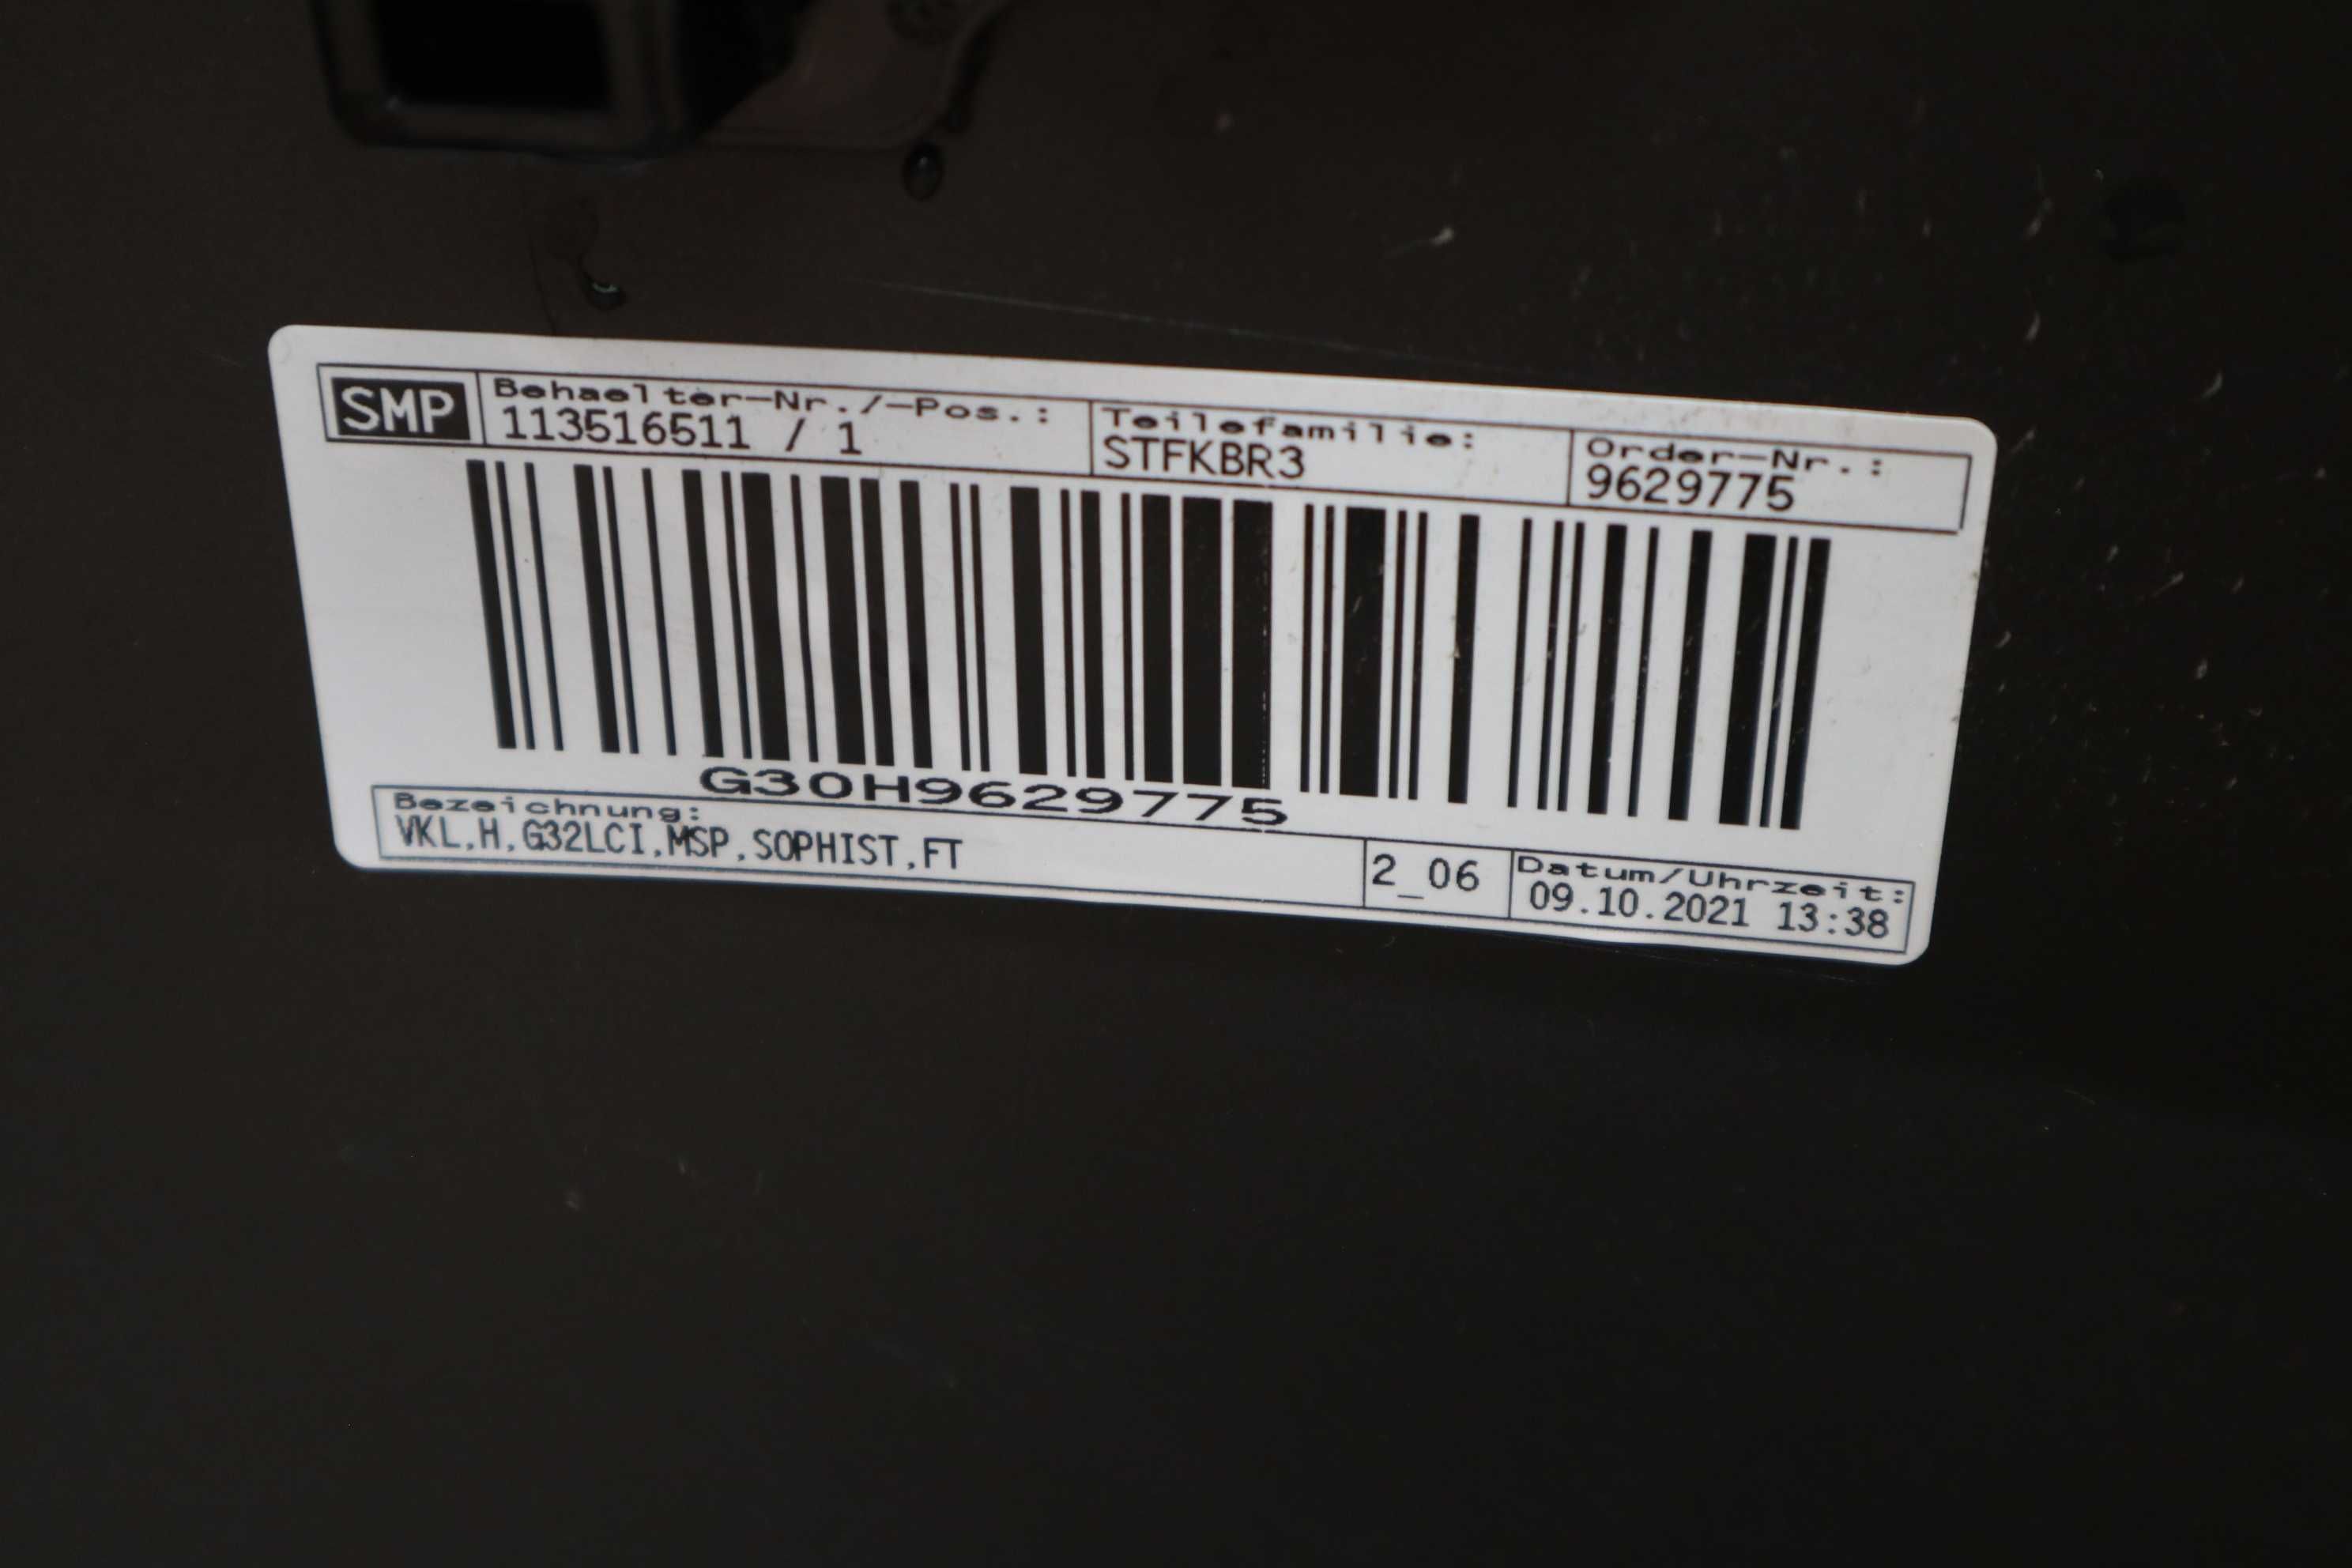 SMP
Behaelter-Nr./-Pos.:
113516511 / 1
Teilefamilie:
STFKBR3
Order-Nr.:
9629775
G30H9629775
Bezeichnung:
VKL,H,G32LCI,MSP,SOPHIST,FT
2_06
Datum/Uhrzeit:
09.10.2021 13:38